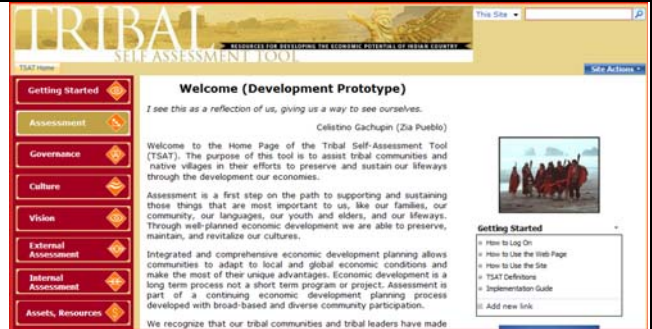 This Site
TRIBAL
RESOURCES FOR DEVELOPING THE ECONOMIC POTENTIAL OF INDIAN COUNTRY
SELF ASSESSMENT TOOL
TSAT Home
Site Actions
Getting Started
Assessment
Governance
Culture
Vision
External
Assessment
Internal
Assessment
Assets, Resources
Welcome (Development Prototype)
I see this as a reflection of us, giving us a way to see ourselves.
Celistino Gachupin (Zia Pueblo)
Welcome to the Home Page of the Tribal Self-Assessment Tool
(TSAT). The purpose of this tool is to assist tribal communities and
native villages in their efforts to preserve and sustain our lifeways
through the development our economies.
Assessment is a first step on the path to supporting and sustaining
those things that are most important to us, like our families, our
community, our languages, our youth and elders, and our lifeways.
Through well-planned economic development we are able to preserve,
maintain, and revitalize our cultures.
Integrated and comprehensive economic development planning allows
communities to adapt to local and global economic conditions and
make the most of their unique advantages. Economic development is a
long term process not a short term program or project. Assessment is
part of a continuing economic development planning process
developed with broad-based and diverse community participation.
We recognize that our tribal communities and tribal leaders have made
Getting Started
How to Log On
How to Use the Web Page
How to Use the Site
TSAT Definitions
Implementation Guide
Add new link